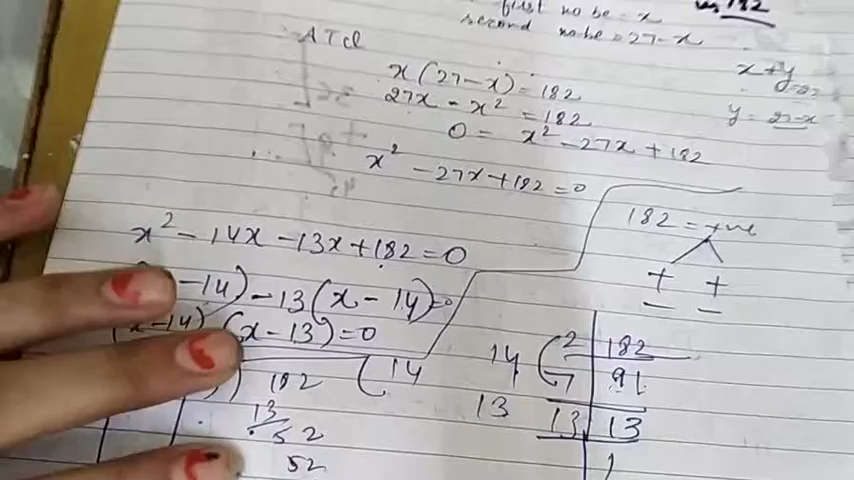 first no be = x
second no be = 27-x
182
ATQ
x(27-x) = 182
27x - x² = 182
0 = x² - 27x + 182
x² - 27x + 182 = 0
x+y
y = 27-x
x² - 14x - 13x + 182 = 0
-14) - 13(x - 14) = 0
(x-14) (x-13) = 0
182 = +ve
+ +
- -
14 2 182
7 91
13 13 13
1
182 (14
13
52
52